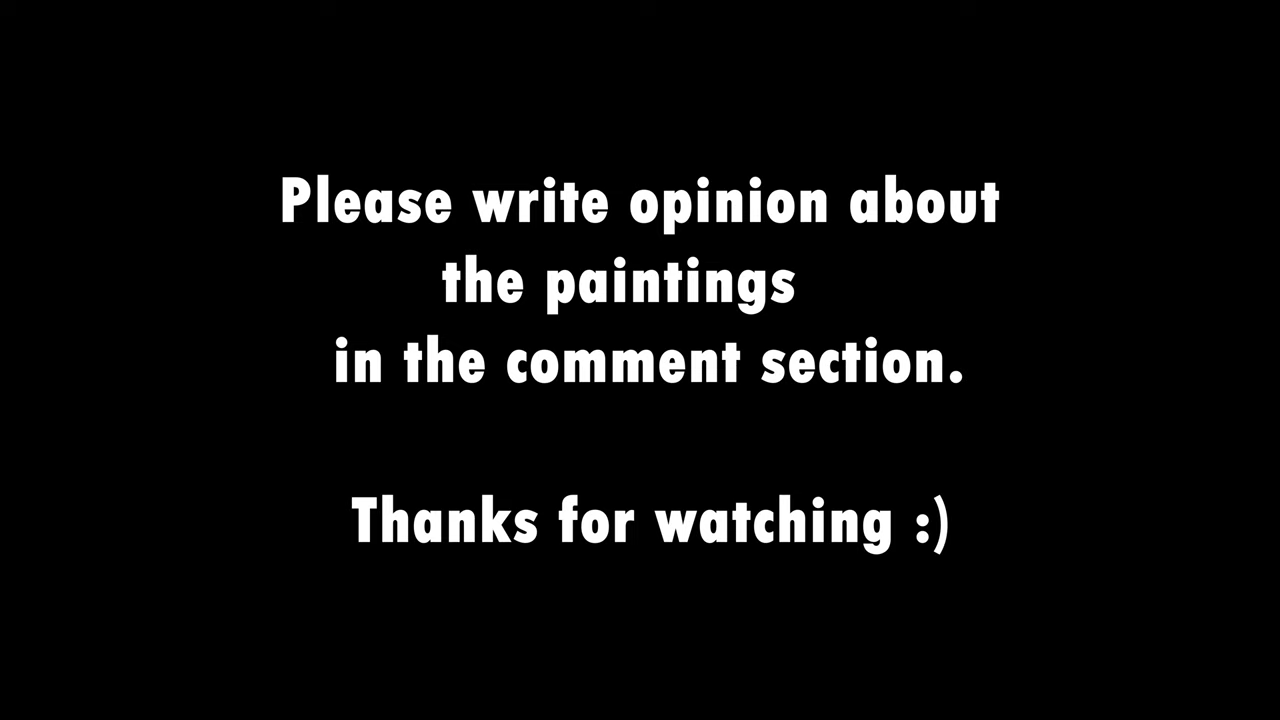 Please write opinion about
the paintings
in the comment section.
Thanks for watching :)